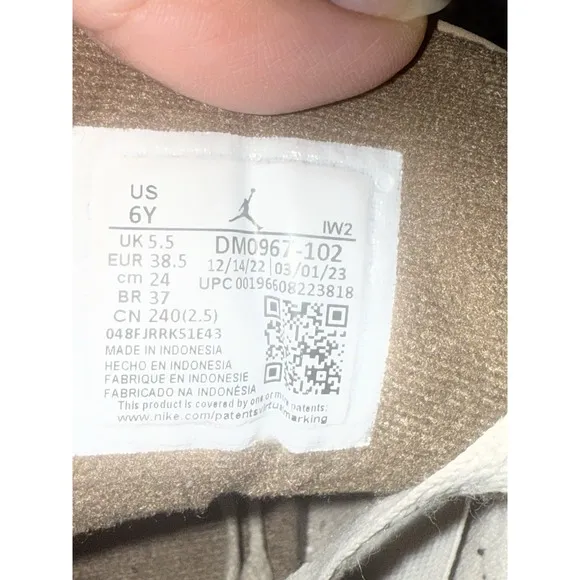 US
6Y
IW2
UK 5.5
DM0967-102
EUR 38.5
12/14/22 03/01/23
cm 24
UPC 00196608223818
BR 37
CN 240(2.5)
048FJRRK51E43
MADE IN INDONESIA
HECHO EN INDONESIA
FABRIQUE EN INDONESIE
FABRICADO NA INDONÉSIA
This product is covered by one or more patents:
www.nike.com/patentsvirtualmarking